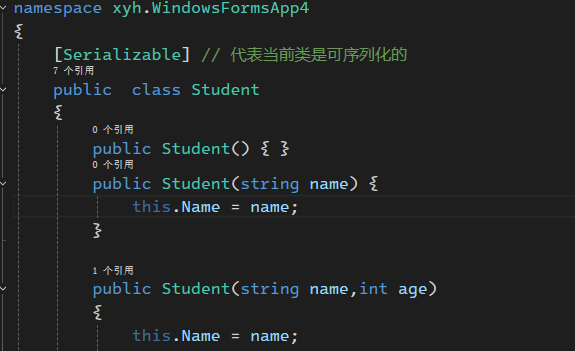 namespace xyh.WindowsFormsApp4
{
[Serializable] // 代表当前类是可序列化的
7 个引用
public  class Student
{
0 个引用
public Student() { }
0 个引用
public Student(string name) {
this.Name = name;
}
1 个引用
public Student(string name,int age)
{
this.Name = name;